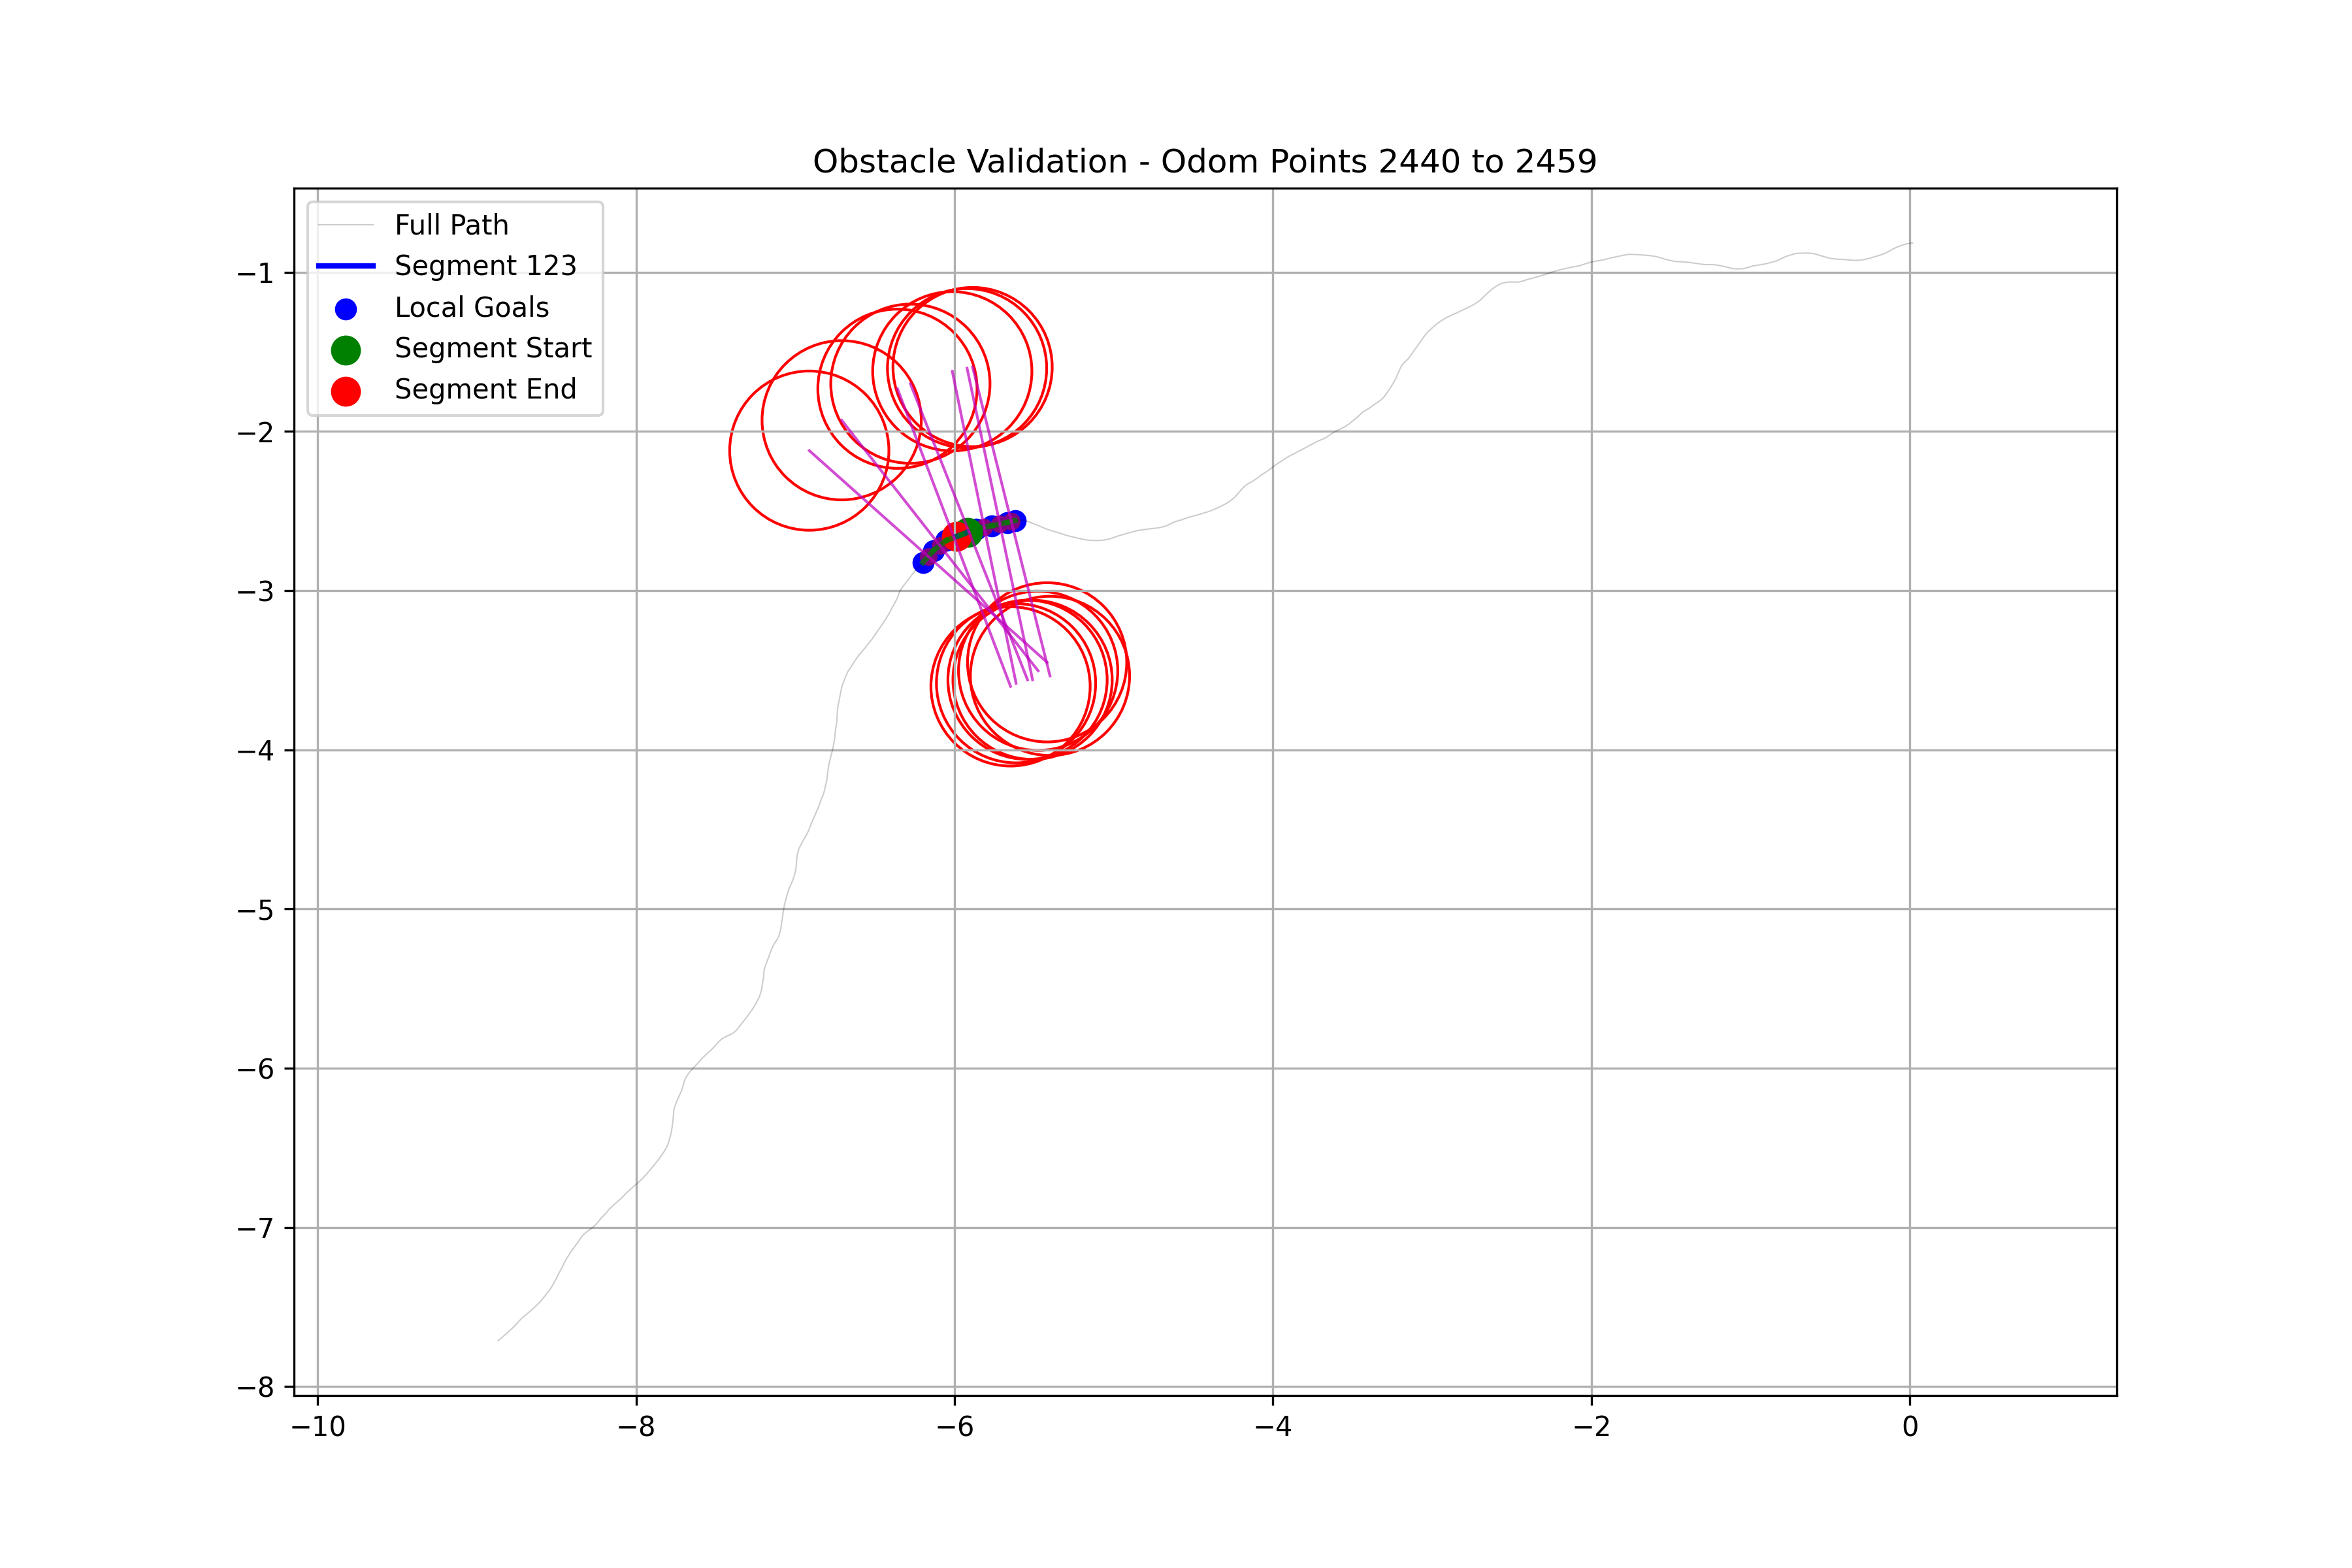 Obstacle Validation - Odom Points 2440 to 2459
Full Path
Segment 123
Local Goals
Segment Start
Segment End
−1
−2
−3
−4
−5
−6
−7
−8
−10 −8 −6 −4 −2 0